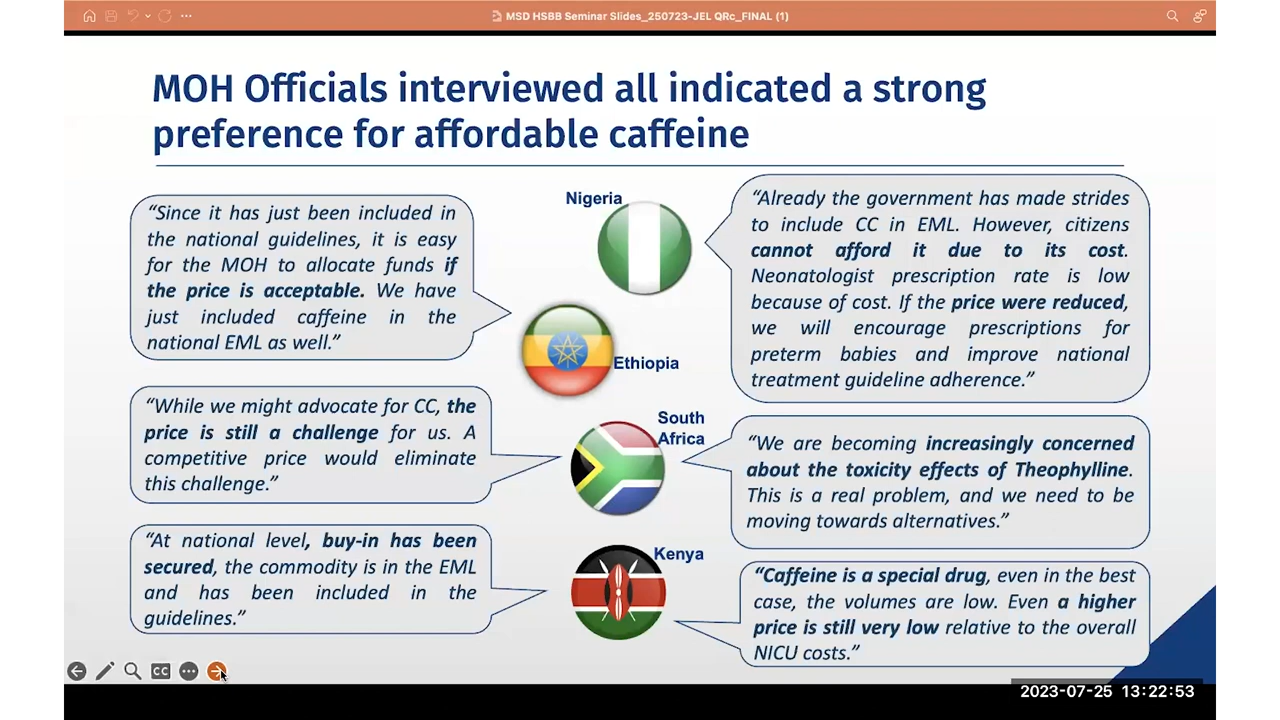 MSD HSBB Seminar Slides_250723-JEL QRc_FINAL (1)
MOH Officials interviewed all indicated a strong
preference for affordable caffeine
“Since it has just been included in
the national guidelines, it is easy
for the MOH to allocate funds if
the price is acceptable. We have
just included caffeine in the
national EML as well.”
Nigeria
“Already the government has made strides
to include CC in EML. However, citizens
cannot afford it due to its cost.
Neonatologist prescription rate is low
because of cost. If the price were reduced,
we will encourage prescriptions for
preterm babies and improve national
treatment guideline adherence.”
Ethiopia
“While we might advocate for CC, the
price is still a challenge for us. A
competitive price would eliminate
this challenge.”
South
Africa
“We are becoming increasingly concerned
about the toxicity effects of Theophylline.
This is a real problem, and we need to be
moving towards alternatives.”
“At national level, buy-in has been
secured, the commodity is in the EML
and has been included in the
guidelines.”
Kenya
“Caffeine is a special drug, even in the best
case, the volumes are low. Even a higher
price is still very low relative to the overall
NICU costs.”
CC
2023-07-25 13:22:53